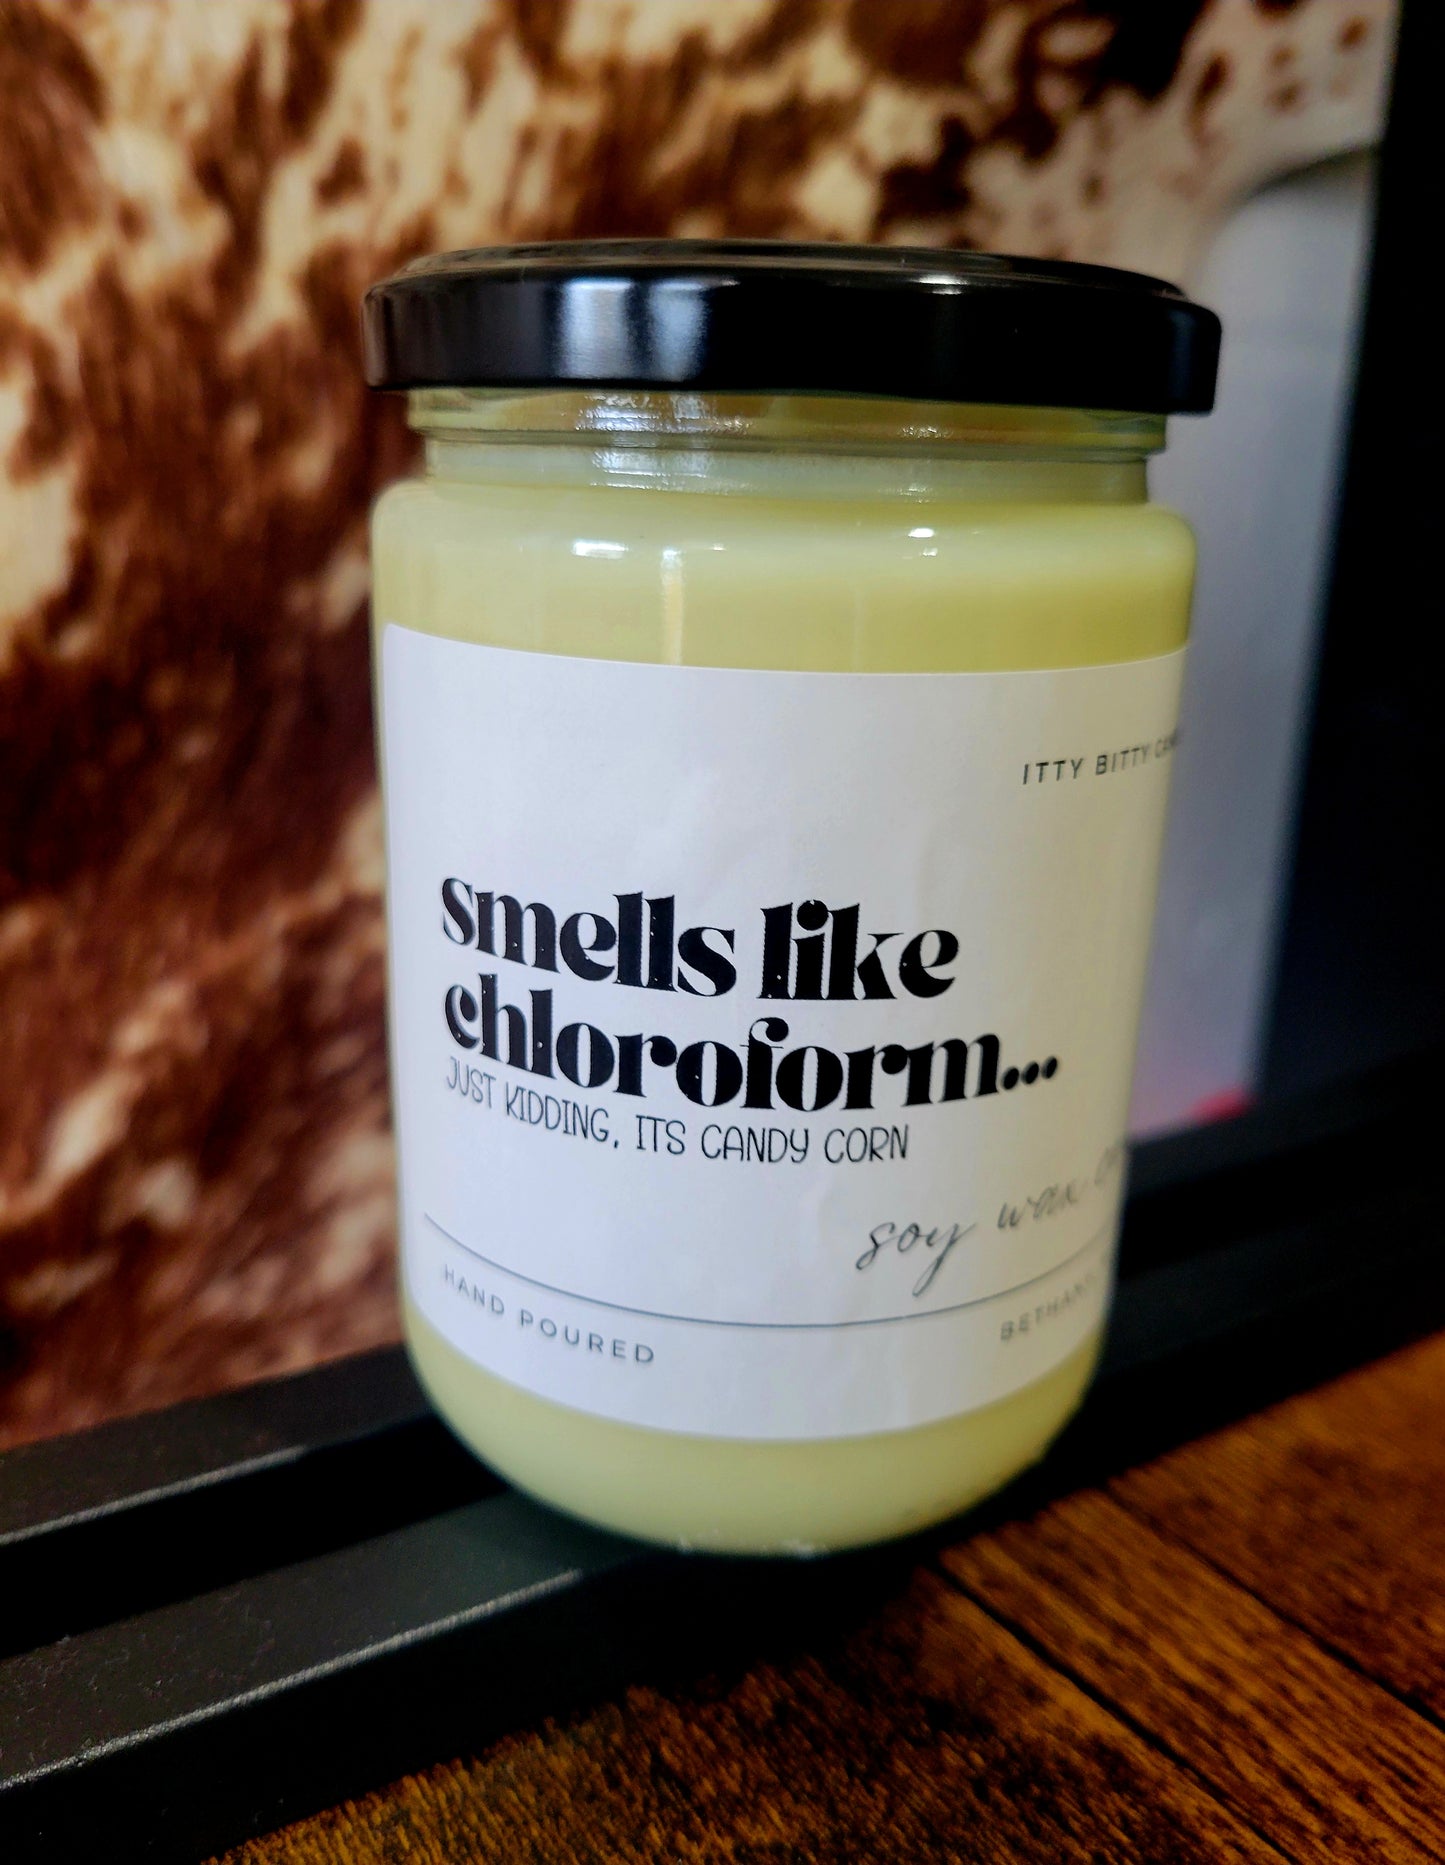 ITTY BITTY
smells like
chloroform...
JUST KIDDING, ITS CANDY CORN
soy wax
HAND POURED